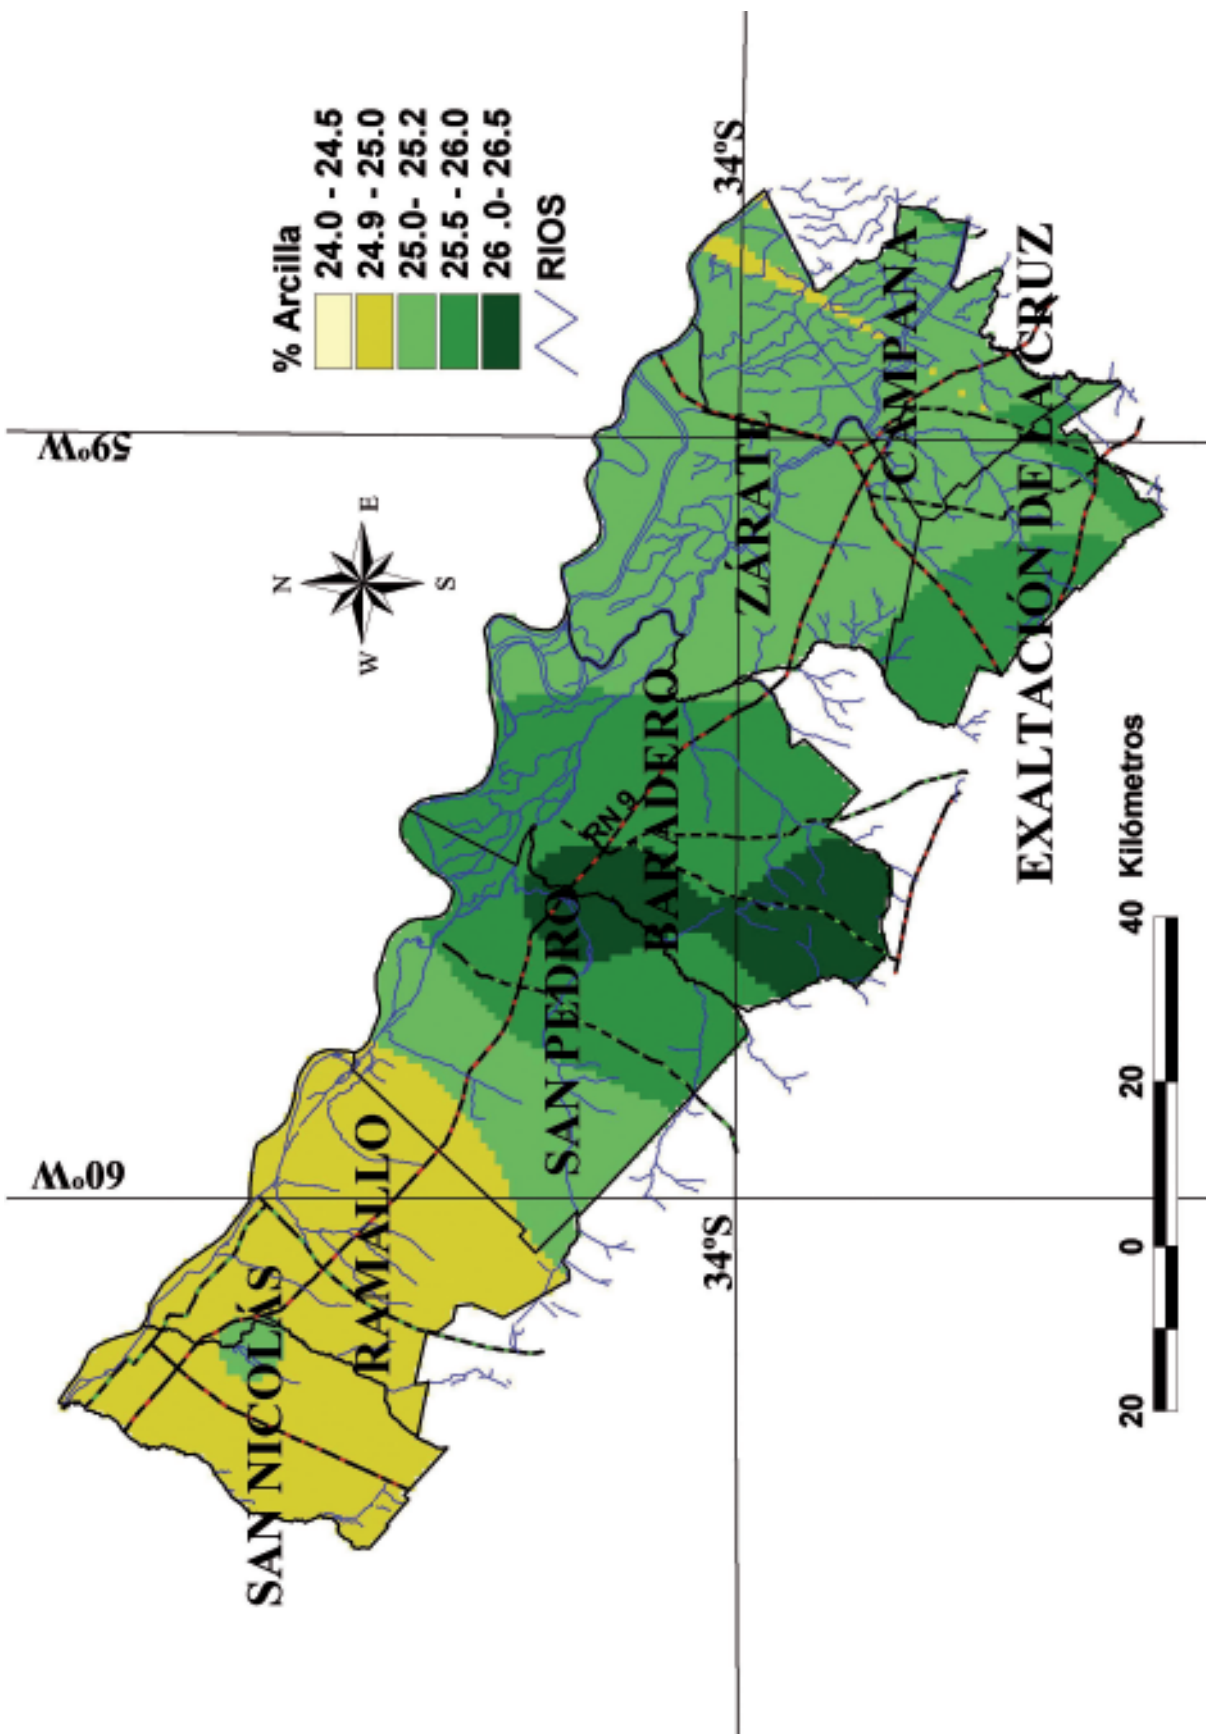 % Arcilla
24.0 - 24.5
24.9 - 25.0
25.0- 25.2
25.5 - 26.0
26 .0- 26.5
RIOS
60ºW
59ºW
N
W
E
S
34ºS
34ºS
SAN NICOLÁS
RAMALLO
SAN PEDRO
RN 9
BARADERO
ZÁRATE
CAMPANA
EXALTACIÓN DE LA CRUZ
20
0
20
40 Kilómetros